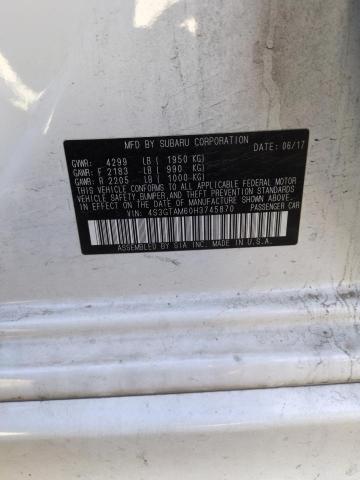 MFD BY SUBARU CORPORATION DATE: 06/17
GVWR: 4299 LB ( 1950 KG)
GAWR: F 2183 LB ( 990 KG)
R 2205 LB ( 1000 KG)
THIS VEHICLE CONFORMS TO ALL APPLICABLE FEDERAL MOTOR
VEHICLE SAFETY, BUMPER, AND THEFT PREVENTION STANDARDS
IN EFFECT ON THE DATE OF MANUFACTURE SHOWN ABOVE.
VIN: 4S3GTAM60H3745870 PASSENGER CAR
ASSEMBLED BY SIA INC. IN U.S.A.